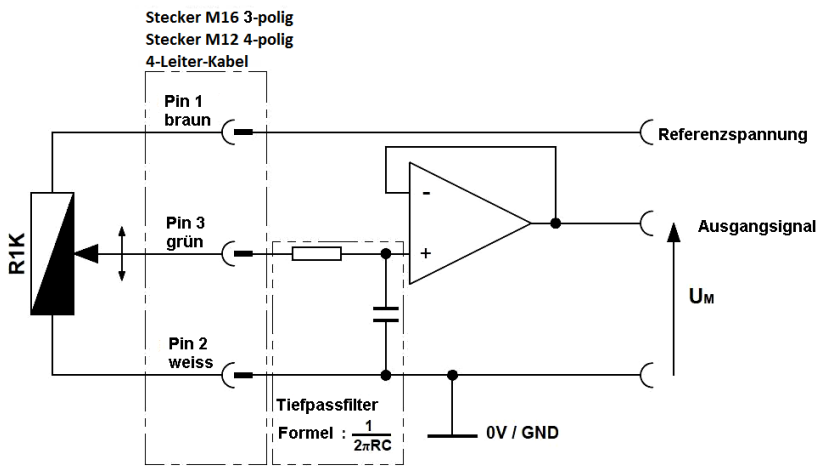 Stecker M16 3-polig
Stecker M12 4-polig
4-Leiter-Kabel
Pin 1
braun
Referenzspannung
R1K
Pin 3
grün
-
+
Ausgangsignal
UM
Pin 2
weiss
Tiefpassfilter
Formel : 1/2πRC
0V / GND